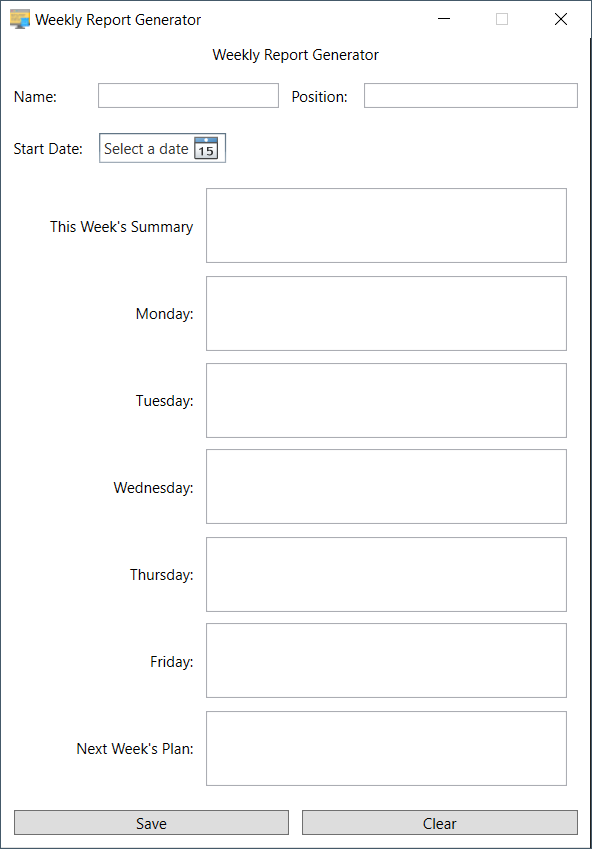 Weekly Report Generator
Weekly Report Generator
Name: Position:
Start Date: Select a date 15
This Week's Summary
Monday:
Tuesday:
Wednesday:
Thursday:
Friday:
Next Week's Plan:
Save Clear